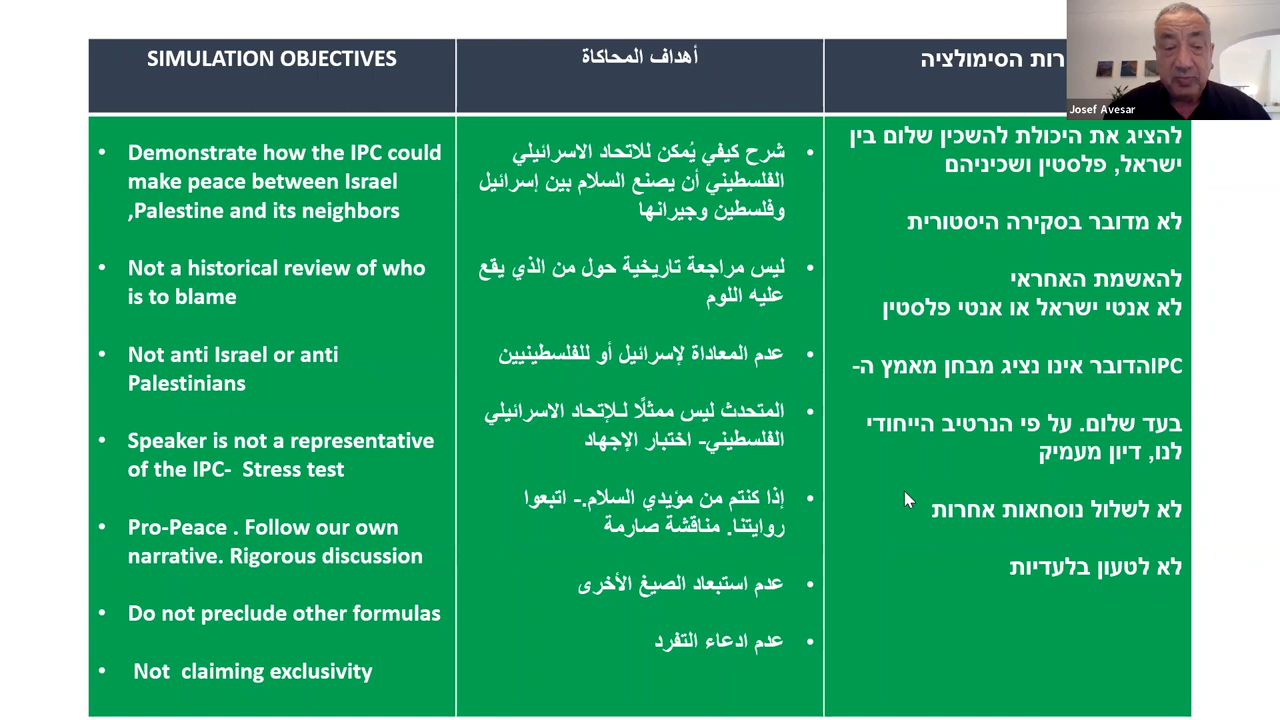 SIMULATION OBJECTIVES
• Demonstrate how the IPC could
make peace between Israel
,Palestine and its neighbors
• Not a historical review of who
is to blame
• Not anti Israel or anti
Palestinians
• Speaker is not a representative
of the IPC- Stress test
• Pro-Peace . Follow our own
narrative. Rigorous discussion
• Do not preclude other formulas
• Not claiming exclusivity
أهداف المحاكاة
• شرح كيفي يُمكن للاتحاد الاسرائيلي
الفلسطيني أن يصنع السلام بين إسرائيل
وفلسطين وجيرانها
• ليس مراجعة تاريخية حول من الذي يقع
عليه اللوم
• عدم المعاداة لإسرائيل أو للفلسطينيين
• المتحدث ليس ممثلًا لـلإتحاد الاسرائيلي
الفلسطيني- اختبار الإجهاد
• إذا كنتم من مؤيدي السلام.- اتبعوا
روايتنا. مناقشة صارمة
• عدم استبعاد الصيغ الأخرى
• عدم ادعاء التفرد
הסימולציה
להציג את היכולת להשכין שלום בין
ישראל, פלסטין ושכיניהם
לא מדובר בסקירה היסטורית
להאשמת האחראי
לא אנטי ישראל או אנטי פלסטין
IPCהדובר אינו נציג מבחן מאמץ ה-
בעד שלום. על פי הנרטיב הייחודי
לנו, דיון מעמיק
לא לשלול נוסחאות אחרות
לא לטעון בלעדיות
Josef Avesar